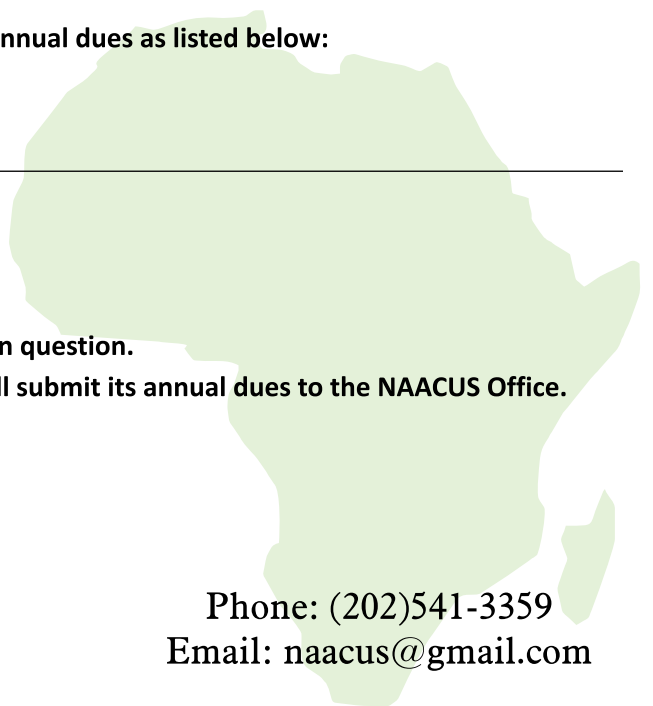 nnual dues as listed below:
n question.
ll submit its annual dues to the NAACUS Office.
Phone: (202)541-3359
Email: naacus@gmail.com